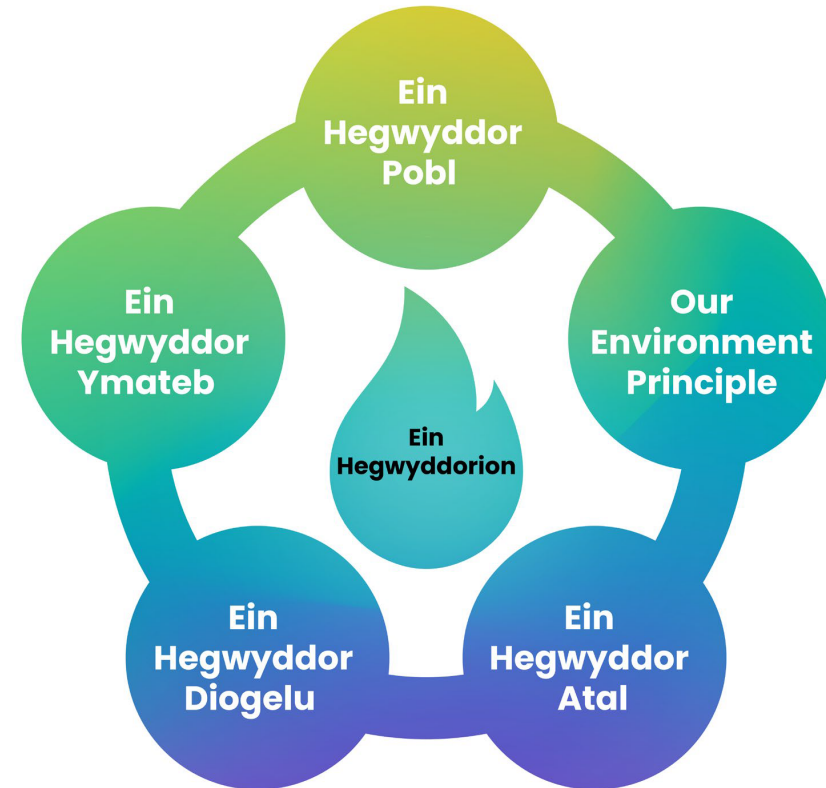 Ein
Hegwyddor
Pobl
Ein
Hegwyddor
Ymateb
Our
Environment
Principle
Ein
Hegwyddorion
Ein
Hegwyddor
Diogelu
Ein
Hegwyddor
Atal